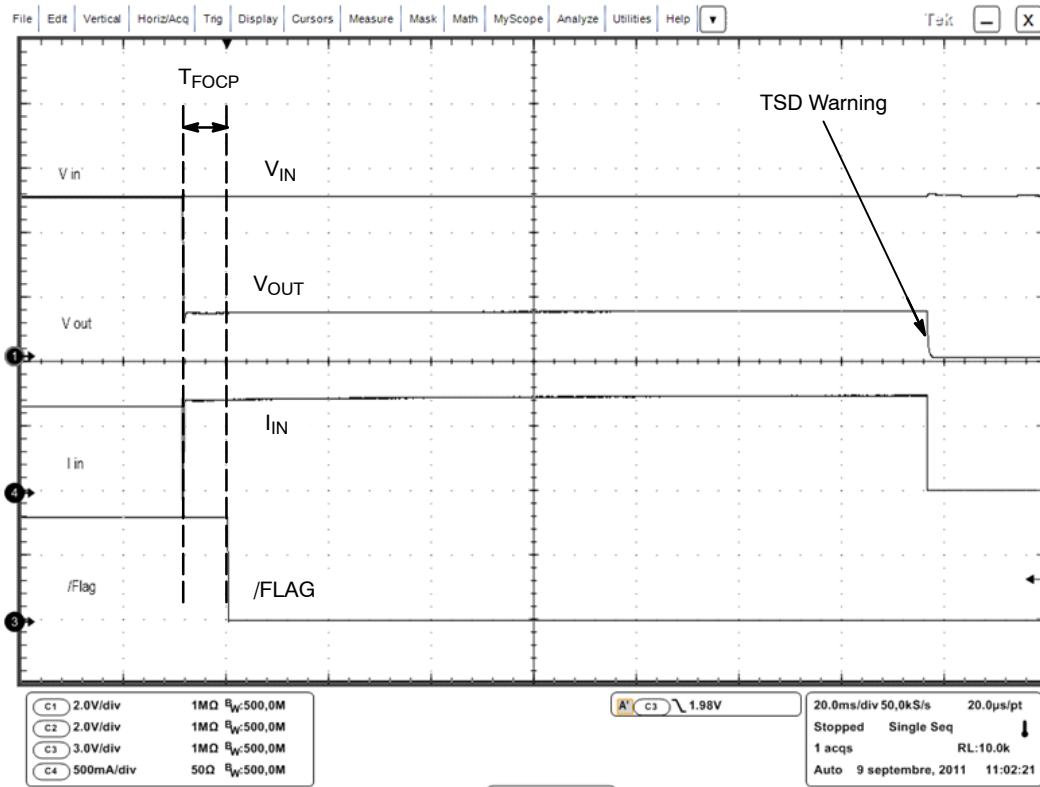 File Edit Vertical Horiz/Acq Trig Display Cursors Measure Mask Math MyScope Analyze Utilities Help Tek X
TFOCP
TSD Warning
V in
VIN
VOUT
V out
1
IIN
I in
4
/Flag
/FLAG
3
C1 2.0V/div 1MΩ BW:500,0M
C2 2.0V/div 1MΩ BW:500,0M
C3 3.0V/div 1MΩ BW:500,0M
C4 500mA/div 50Ω BW:500,0M
A' C3 1.98V
20.0ms/div 50,0kS/s 20.0µs/pt
Stopped Single Seq
1 acqs RL:10.0k
Auto 9 septembre, 2011 11:02:21